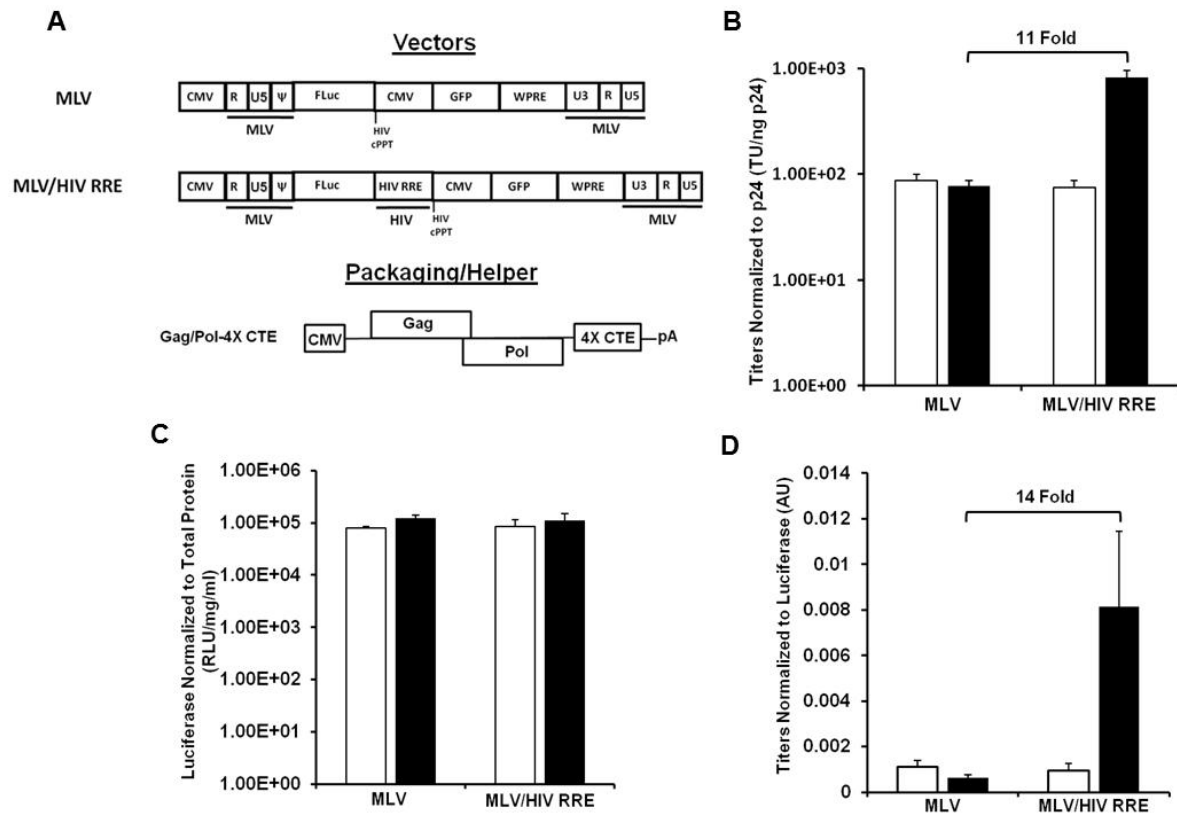 A
Vectors
MLV
CMV R U5 Ψ FLuc CMV GFP WPRE U3 R U5
MLV
HIV
cPPT
MLV
MLV/HIV RRE
CMV R U5 Ψ FLuc HIV RRE CMV GFP WPRE U3 R U5
MLV
HIV
HIV
cPPT
MLV
Packaging/Helper
Gag/Pol-4X CTE
CMV
Gag
Pol
4X CTE
pA
B
Titers Normalized to p24 (TU/ng p24)
1.00E+03
1.00E+02
1.00E+01
1.00E+00
11 Fold
MLV
MLV/HIV RRE
C
Luciferase Normalized to Total Protein
(RLU/mg/ml)
1.00E+06
1.00E+05
1.00E+04
1.00E+03
1.00E+02
1.00E+01
1.00E+00
MLV
MLV/HIV RRE
D
Titers Normalized to Luciferase (AU)
0.014
0.012
0.01
0.008
0.006
0.004
0.002
0
14 Fold
MLV
MLV/HIV RRE